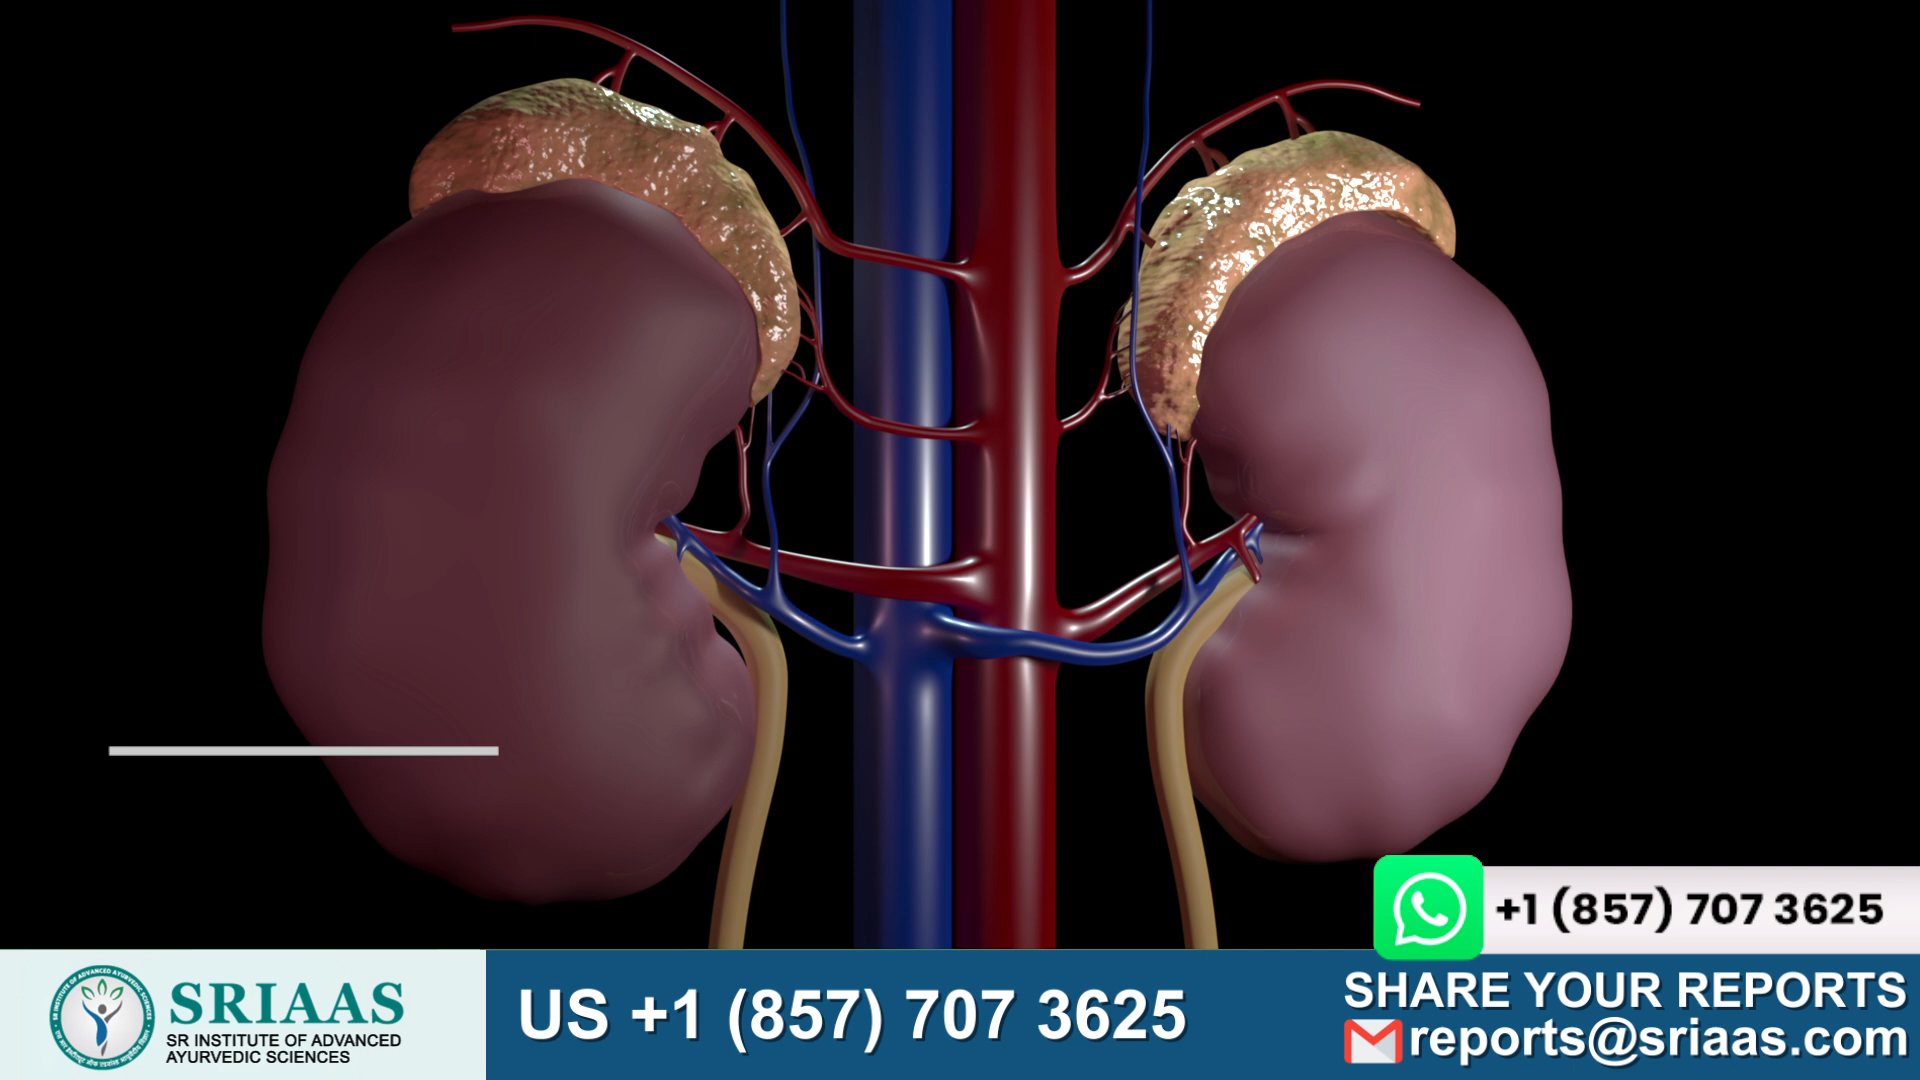 +1 (857) 707 3625
SRIAAS
SR INSTITUTE OF ADVANCED
AYURVEDIC SCIENCES
US +1 (857) 707 3625
SHARE YOUR REPORTS
reports@sriaas.com